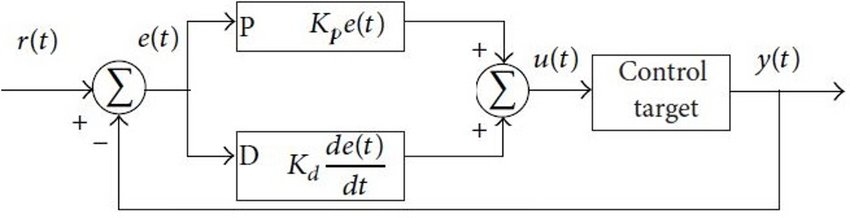 r(t)
e(t)
P K_p e(t)
+
u(t)
Control
target
y(t)
Σ
Σ
+
−
+
D K_d de(t)/dt